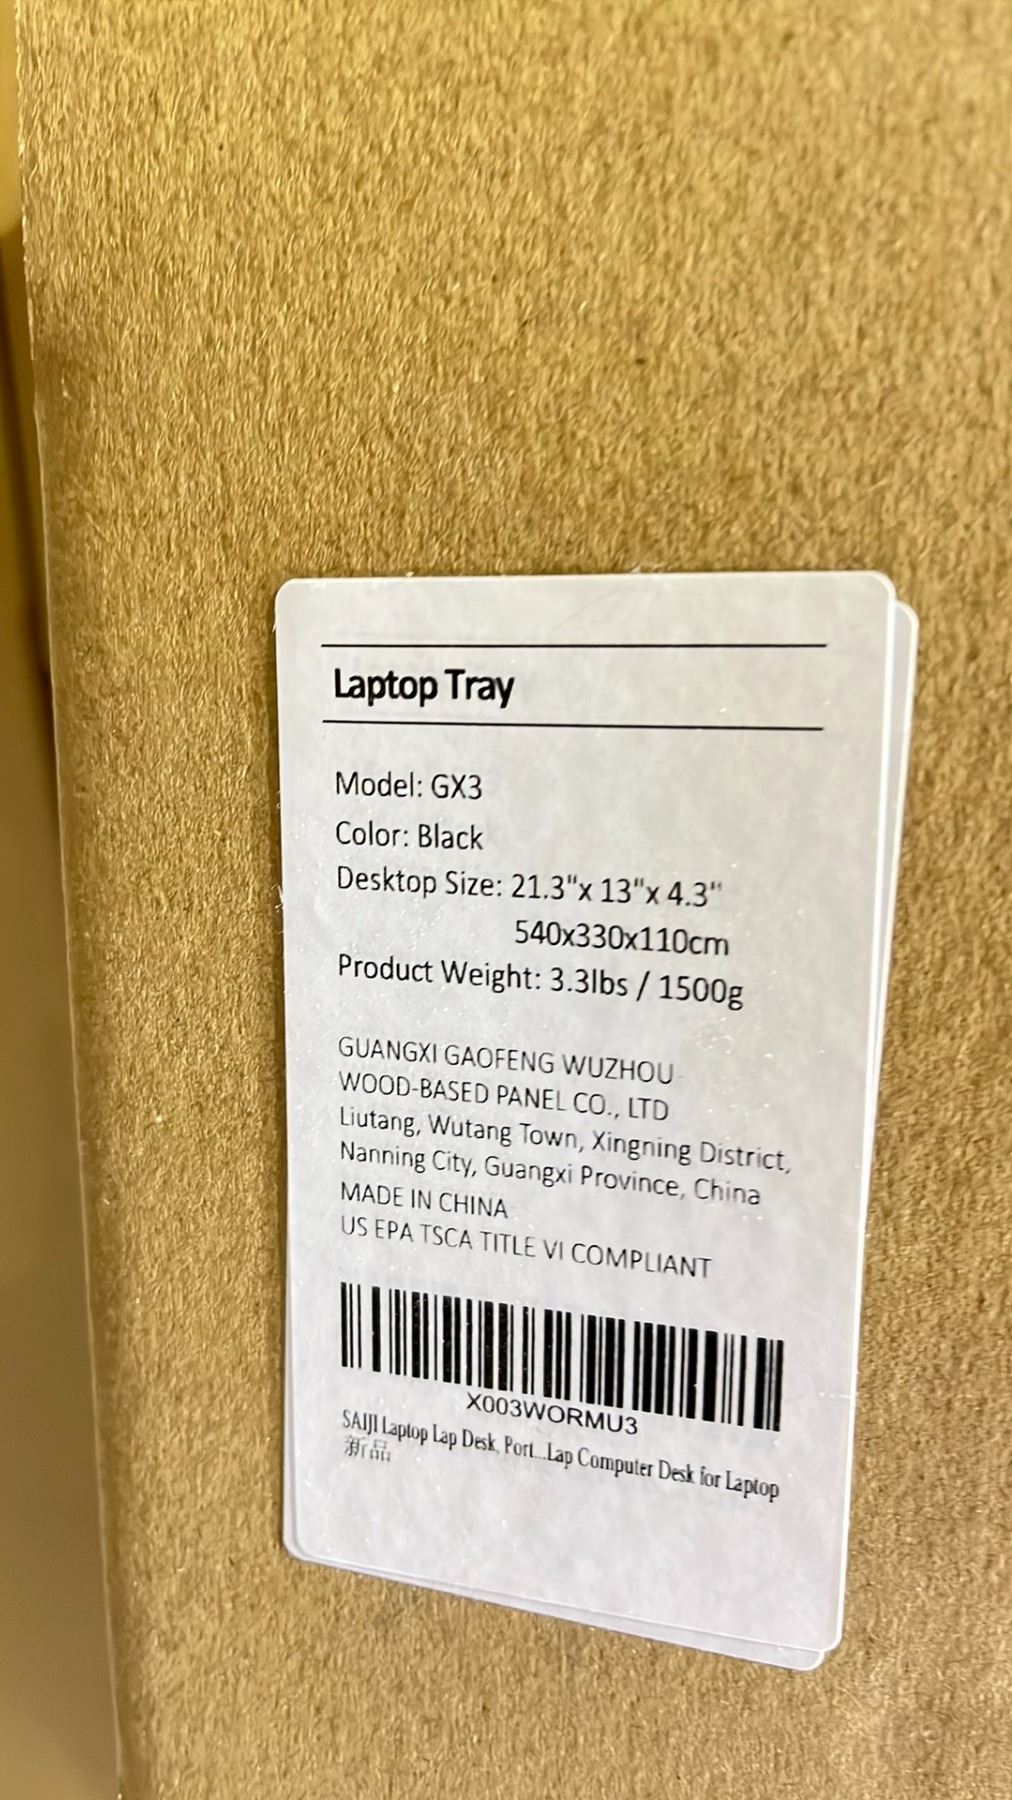 Laptop Tray
Model: GX3
Color: Black
Desktop Size: 21.3"x 13"x 4.3"
540x330x110cm
Product Weight: 3.3lbs / 1500g
GUANGXI GAOFENG WUZHOU
WOOD-BASED PANEL CO., LTD
Liutang, Wutang Town, Xingning District,
Nanning City, Guangxi Province, China
MADE IN CHINA
US EPA TSCA TITLE VI COMPLIANT
X003WORMU3
SAIJI Laptop Lap Desk, Port...Lap Computer Desk for Laptop
新品